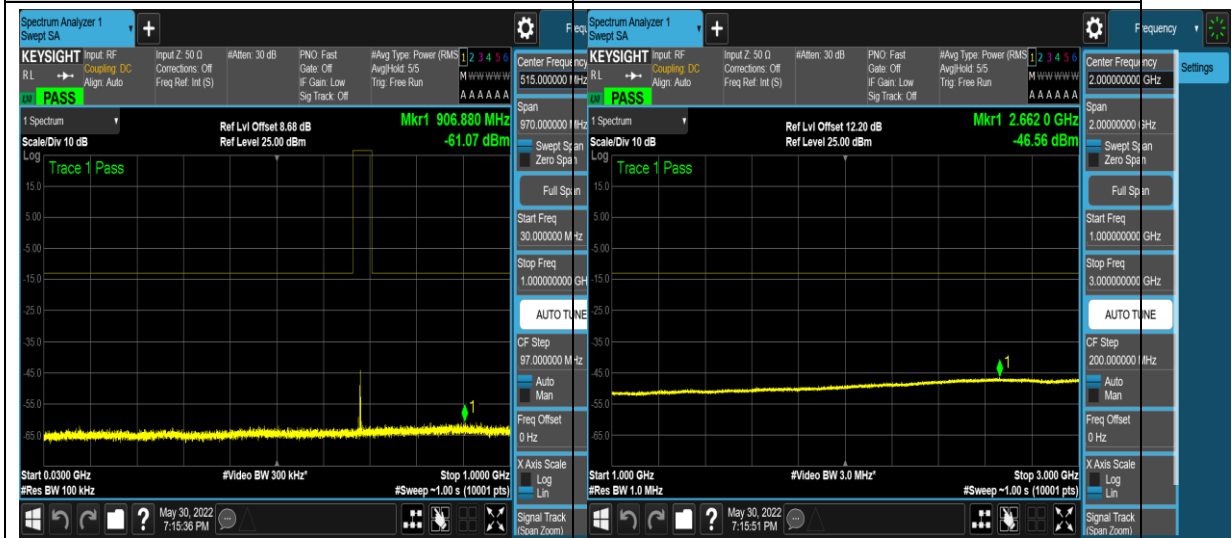 Spectrum Analyzer 1
Swept SA
+
KEYSIGHT
R L
Input: RF
Coupling: DC
Align: Auto
Input Z: 50 Ω
Corrections: Off
Freq Ref: Int (S)
#Atten: 30 dB
PNO: Fast
Gate: Off
IF Gain: Low
Sig Track: Off
#Avg Type: Power (RMS
Avg|Hold: 5/5
Trig: Free Run
1 2 3 4 5 6
M W W W W W
A A A A A A
PASS
1 Spectrum
Scale/Div 10 dB
Log
Ref Lvl Offset 8.68 dB
Ref Level 25.00 dBm
Mkr1 906.880 MHz
-61.07 dBm
Trace 1 Pass
15.0
5.00
-5.00
-15.0
-25.0
-35.0
-45.0
-55.0
-65.0
1
Start 0.0300 GHz
#Res BW 100 kHz
#Video BW 300 kHz*
Stop 1.0000 GHz
#Sweep ~1.00 s (10001 pts)
?
May 30, 2022
7:15:36 PM
Frequ
Center Frequency
515.000000 MHz
Span
970.000000 MHz
Swept Span
Zero Span
Full Span
Start Freq
30.000000 MHz
Stop Freq
1.000000000 GH
AUTO TUNE
CF Step
97.000000 MHz
Auto
Man
Freq Offset
0 Hz
X Axis Scale
Log
Lin
Signal Track
(Span Zoom)
Spectrum Analyzer 1
Swept SA
+
KEYSIGHT
R L
Input: RF
Coupling: DC
Align: Auto
Input Z: 50 Ω
Corrections: Off
Freq Ref: Int (S)
#Atten: 30 dB
PNO: Fast
Gate: Off
IF Gain: Low
Sig Track: Off
#Avg Type: Power (RMS
Avg|Hold: 5/5
Trig: Free Run
1 2 3 4 5 6
M W W W W W
A A A A A A
PASS
1 Spectrum
Scale/Div 10 dB
Log
Ref Lvl Offset 12.20 dB
Ref Level 25.00 dBm
Mkr1 2.662 0 GHz
-46.56 dBm
Trace 1 Pass
15.0
5.00
-5.00
-15.0
-25.0
-35.0
-45.0
-55.0
-65.0
1
Start 1.000 GHz
#Res BW 1.0 MHz
#Video BW 3.0 MHz*
Stop 3.000 GHz
#Sweep ~1.00 s (10001 pts)
?
May 30, 2022
7:15:51 PM
Frequency
Settings
Center Frequency
2.000000000 GHz
Span
2.00000000 GHz
Swept Span
Zero Span
Full Span
Start Freq
1.000000000 GHz
Stop Freq
3.000000000 GHz
AUTO TUNE
CF Step
200.000000 MHz
Auto
Man
Freq Offset
0 Hz
X Axis Scale
Log
Lin
Signal Track
(Span Zoom)